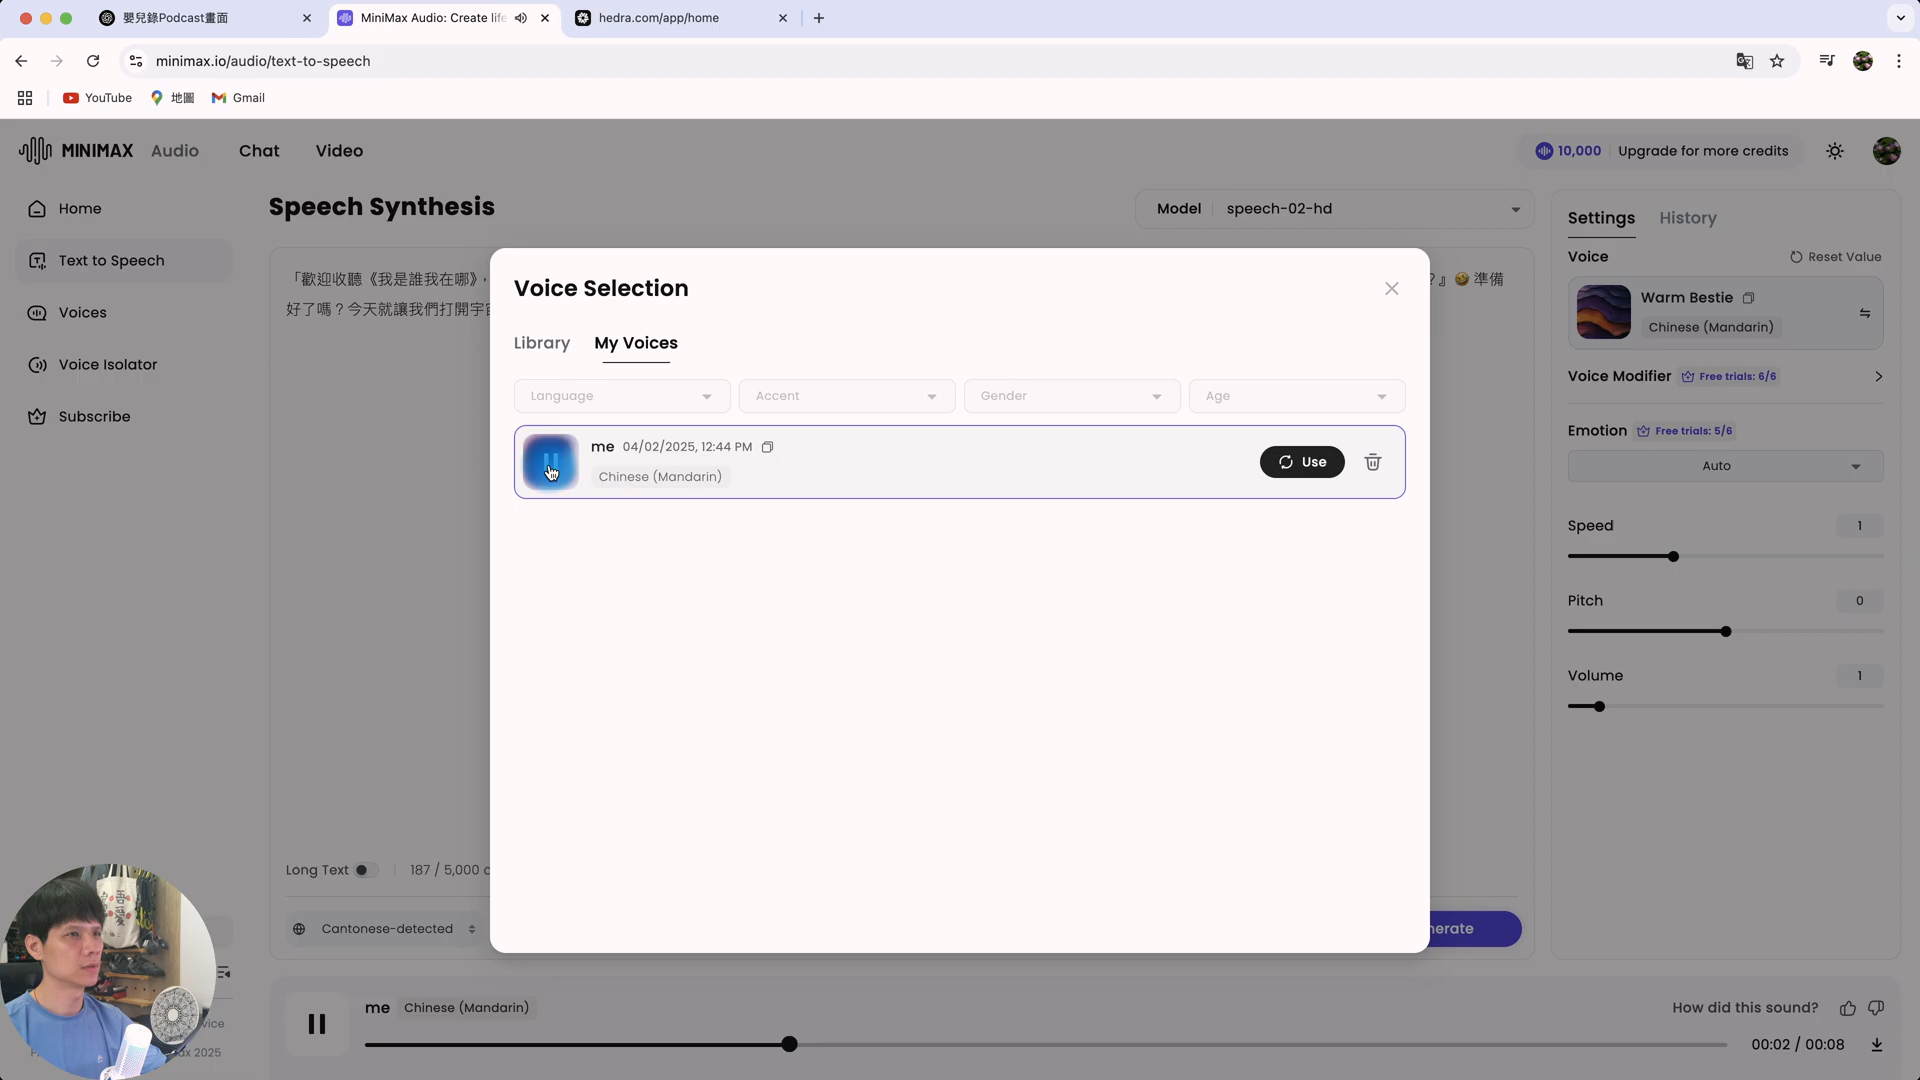 嬰兒錄Podcast畫面
MiniMax Audio: Create life
hedra.com/app/home
minimax.io/audio/text-to-speech
YouTube
地圖
Gmail
MINIMAX Audio
Chat
Video
10,000
Upgrade for more credits
Home
Text to Speech
Voices
Voice Isolator
Subscribe
Speech Synthesis
Model
speech-02-hd
「歡迎收聽《我是誰我在哪》,
?』🤣 準備
好了嗎？今天就讓我們打開宇宙
Voice Selection
Library
My Voices
Language
Accent
Gender
Age
me 04/02/2025, 12:44 PM
Chinese (Mandarin)
Use
Settings
History
Voice
Reset Value
Warm Bestie
Chinese (Mandarin)
Voice Modifier
Free trials: 6/6
Emotion
Free trials: 5/6
Auto
Speed
1
Pitch
0
Volume
1
Long Text
187 / 5,000 c
Cantonese-detected
nerate
me
Chinese (Mandarin)
How did this sound?
00:02 / 00:08
vice
ax 2025